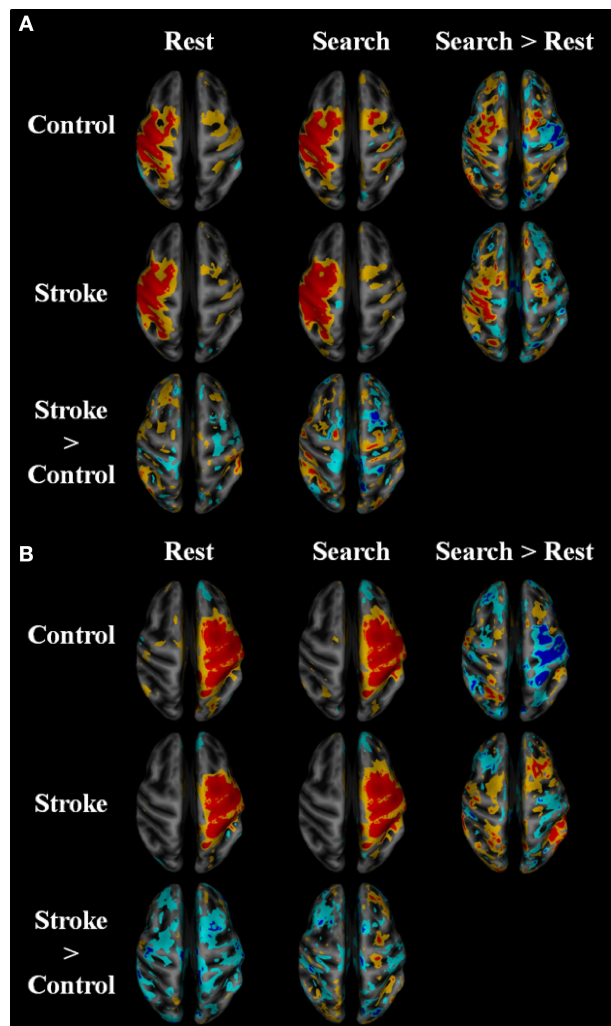 A
Rest Search Search > Rest
Control
Stroke
Stroke
>
Control
B
Rest Search Search > Rest
Control
Stroke
Stroke
>
Control